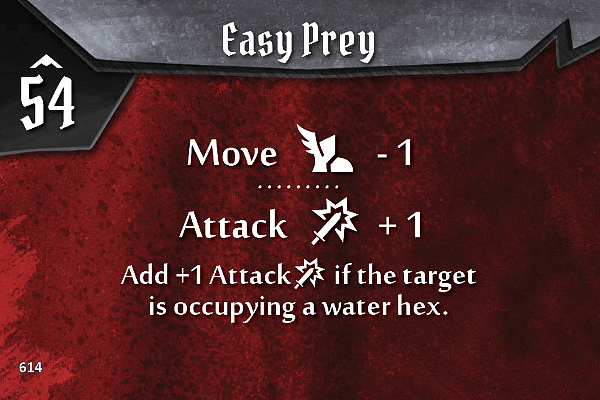 Easy Prey
54
Move - 1
Attack + 1
Add +1 Attack if the target
is occupying a water hex.
614